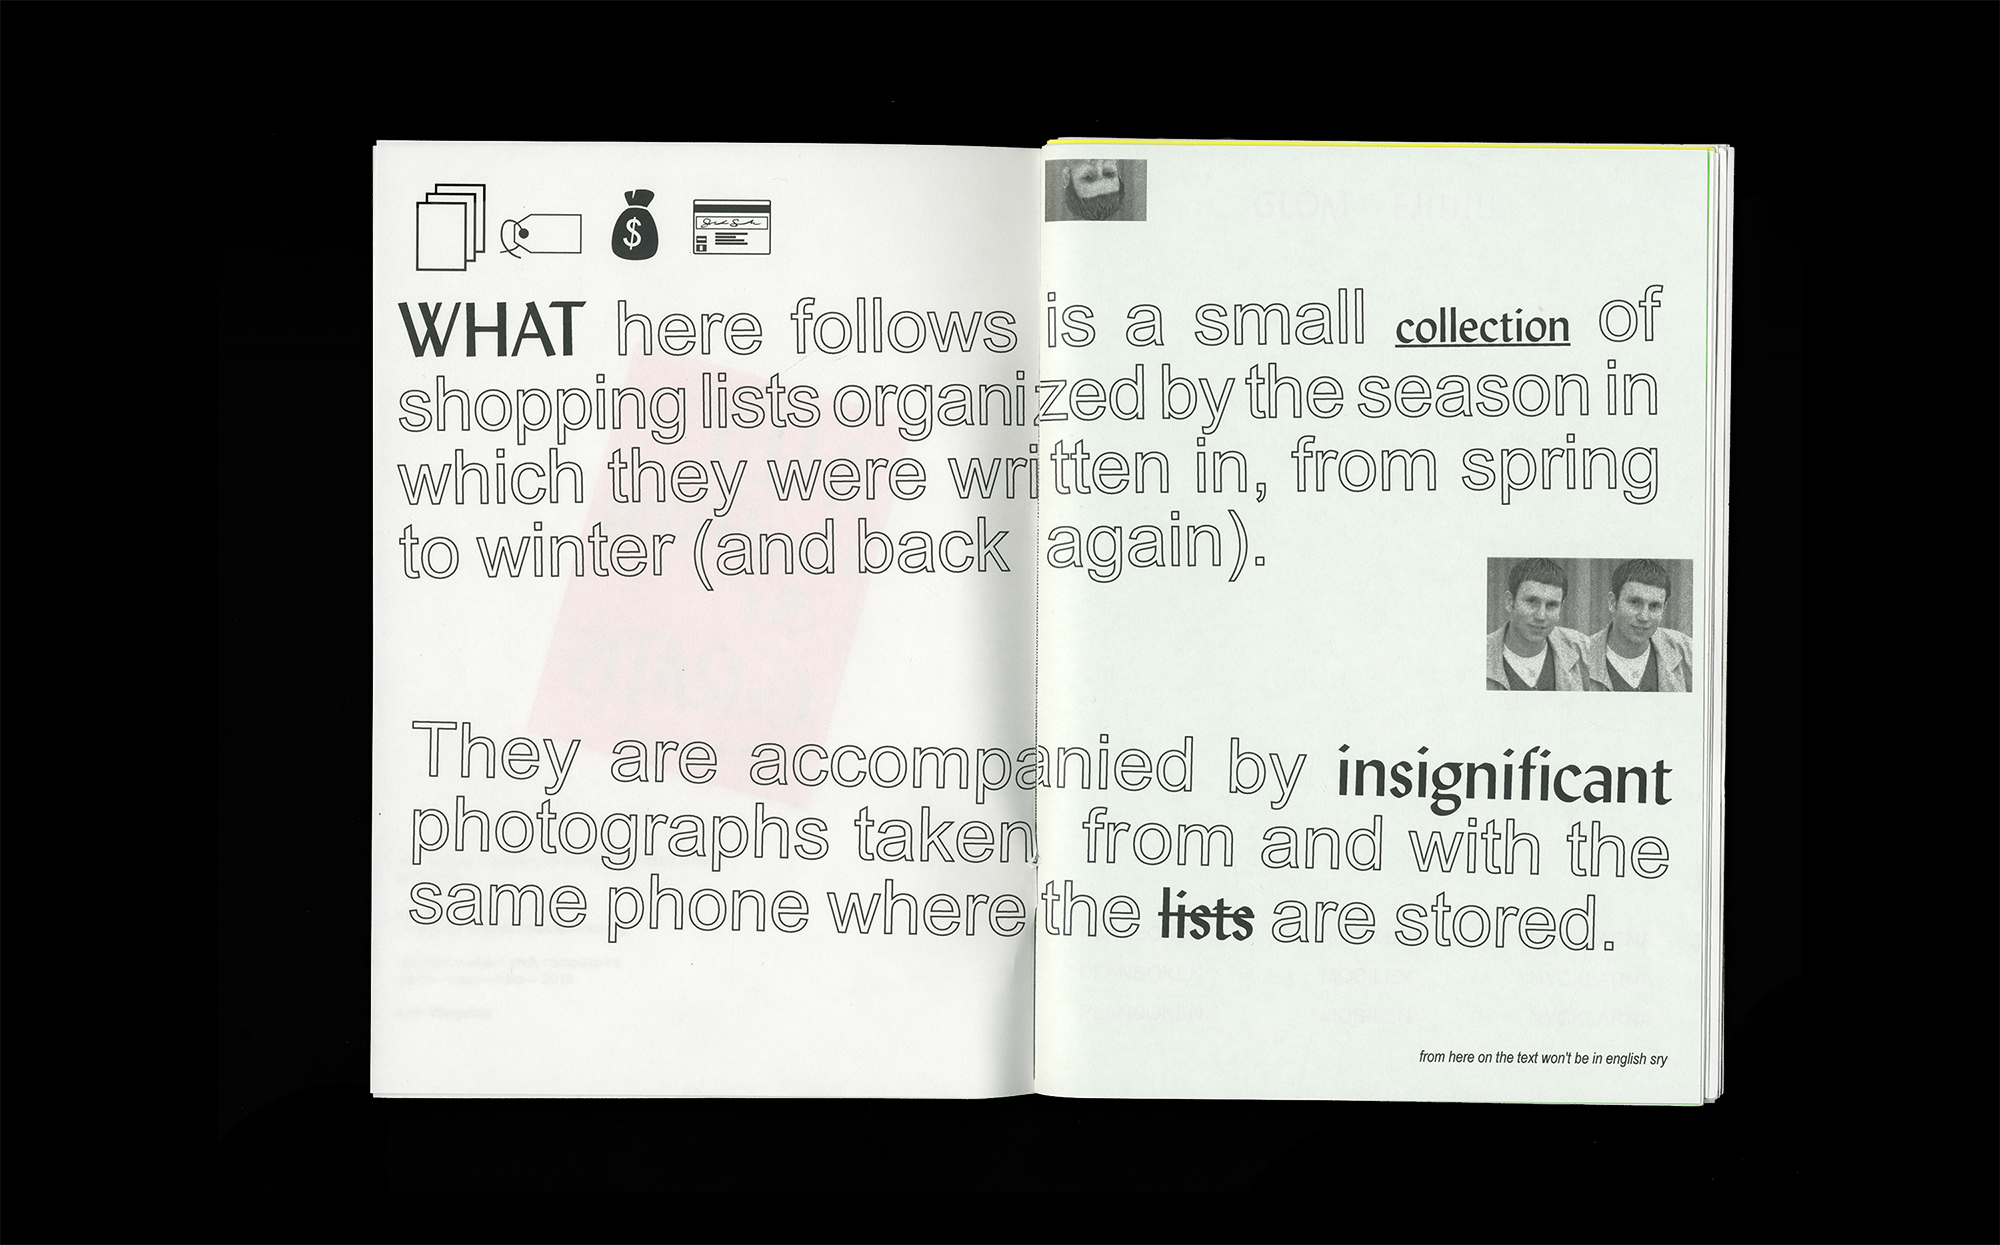 $
WHAT here follows is a small collection of
shopping lists organized by the season in
which they were written in, from spring
to winter (and back again).
They are accompanied by insignificant
photographs taken from and with the
same phone where the lists are stored.
from here on the text won't be in english sry